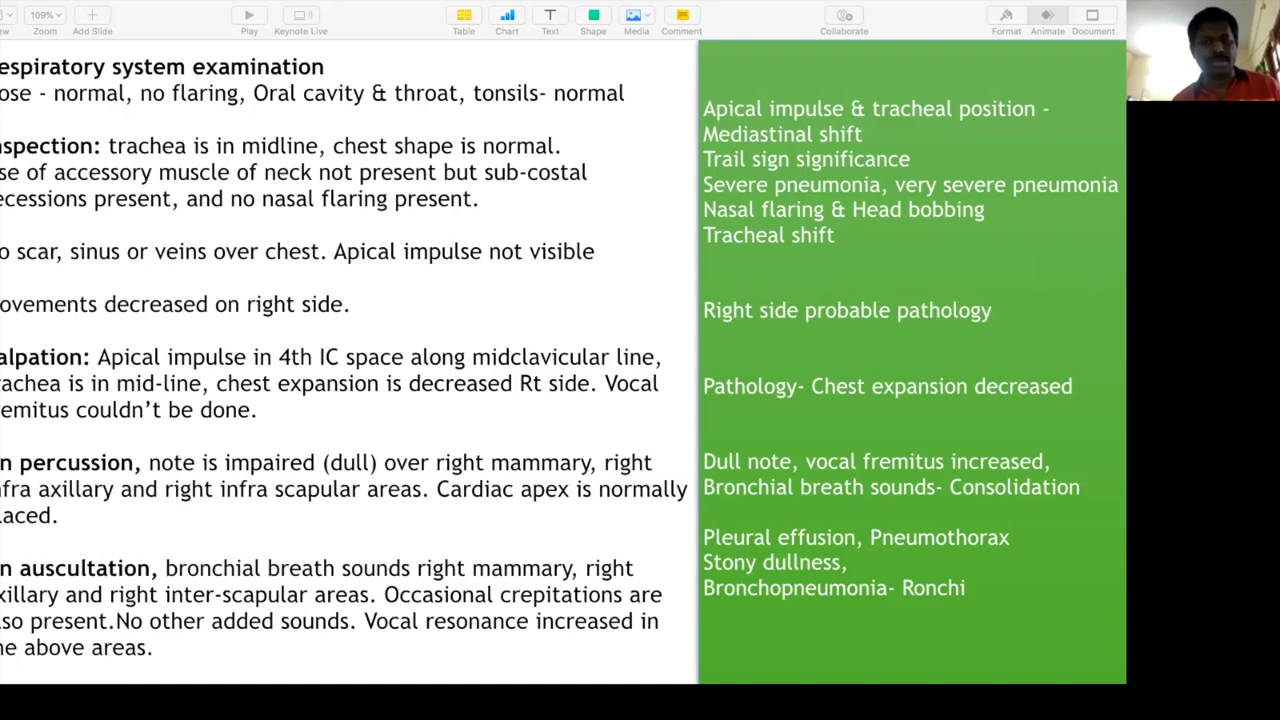 109%
ew
Zoom
Add Slide
Play
Keynote Live
Table
Chart
Text
Shape
Media
Comment
Collaborate
Format
Animate
Document
espiratory system examination
ose - normal, no flaring, Oral cavity & throat, tonsils- normal
nspection: trachea is in midline, chest shape is normal.
se of accessory muscle of neck not present but sub-costal
ecessions present, and no nasal flaring present.
o scar, sinus or veins over chest. Apical impulse not visible
ovements decreased on right side.
alpation: Apical impulse in 4th IC space along midclavicular line,
rachea is in mid-line, chest expansion is decreased Rt side. Vocal
remitus couldn't be done.
n percussion, note is impaired (dull) over right mammary, right
nfra axillary and right infra scapular areas. Cardiac apex is normally
laced.
n auscultation, bronchial breath sounds right mammary, right
xillary and right inter-scapular areas. Occasional crepitations are
lso present.No other added sounds. Vocal resonance increased in
he above areas.
Apical impulse & tracheal position -
Mediastinal shift
Trail sign significance
Severe pneumonia, very severe pneumonia
Nasal flaring & Head bobbing
Tracheal shift
Right side probable pathology
Pathology- Chest expansion decreased
Dull note, vocal fremitus increased,
Bronchial breath sounds- Consolidation
Pleural effusion, Pneumothorax
Stony dullness,
Bronchopneumonia- Ronchi